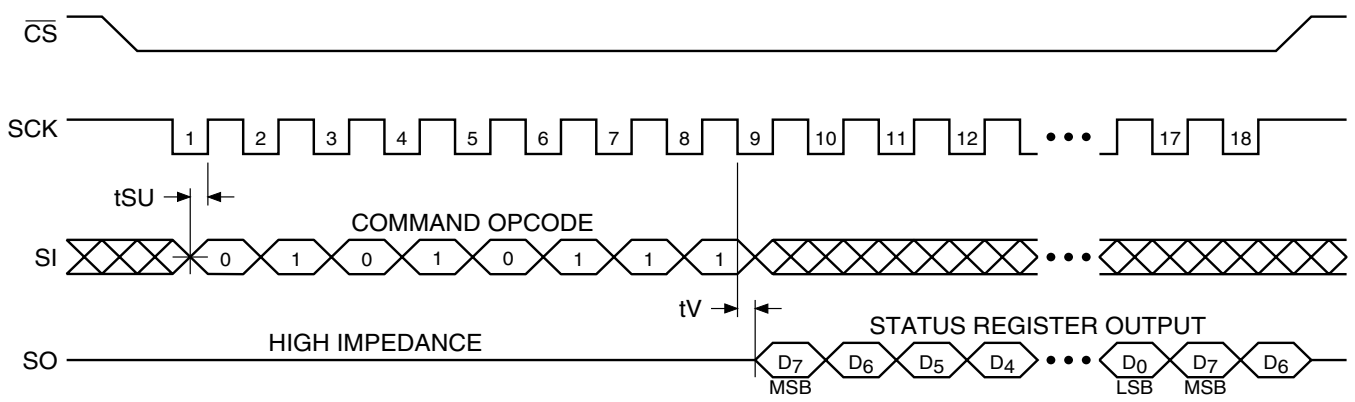 CS
SCK 1 2 3 4 5 6 7 8 9 10 11 12 ••• 17 18
tSU
COMMAND OPCODE
SI 0 1 0 1 0 1 1 1 •••
tV
HIGH IMPEDANCE STATUS REGISTER OUTPUT
SO D7 D6 D5 D4 ••• D0 D7 D6
MSB LSB MSB